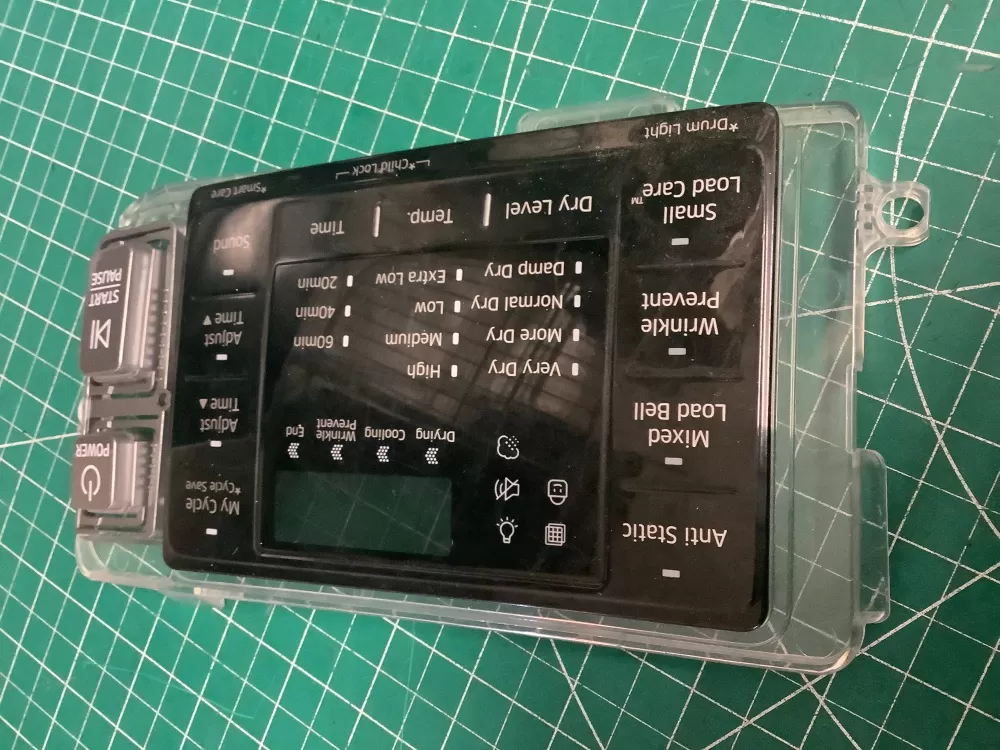 Anti Static
Mixed
Load Bell
Wrinkle
Prevent
Small
Load Care™
*Drum Light
Drying
Cooling
Wrinkle
Prevent
End
Very Dry
More Dry
Normal Dry
Damp Dry
High
Medium
Low
Extra Low
60min
40min
20min
Dry Level
Temp.
Time
*Child Lock
My Cycle
*Cycle Save
Adjust
Time ▲
Adjust
Time ▼
Sound
*Smart Care
POWER
START
PAUSE